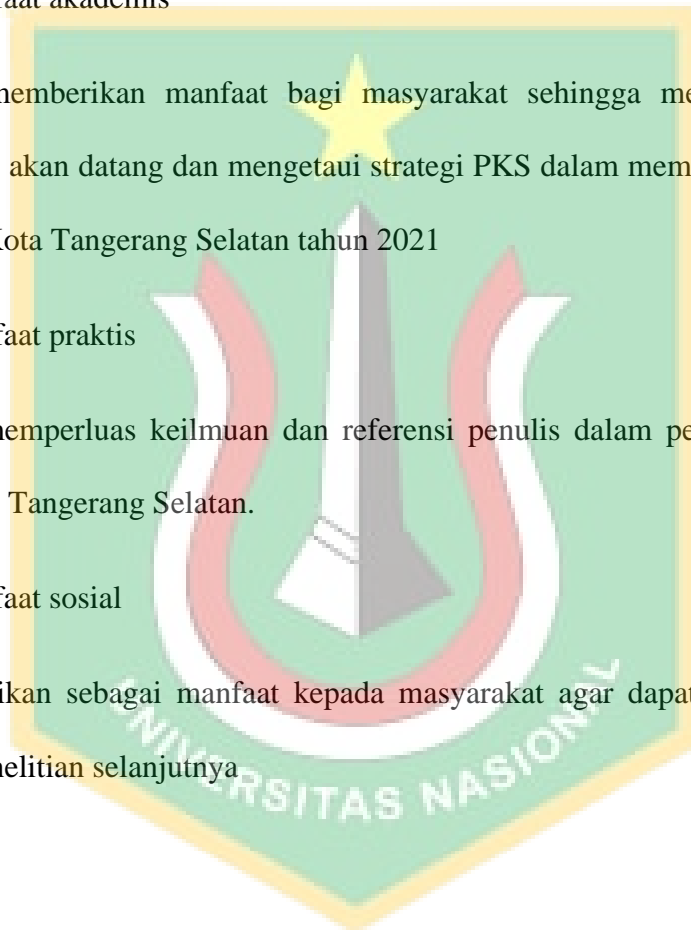 faat akademis
memberikan manfaat bagi masyarakat sehingga me
akan datang dan mengetaui strategi PKS dalam mem
Kota Tangerang Selatan tahun 2021
faat praktis
memperluas keilmuan dan referensi penulis dalam pe
Tangerang Selatan.
faat sosial
ikan sebagai manfaat kepada masyarakat agar dapat
nelitian selanjutnya
UNIVERSITAS NASIONAL